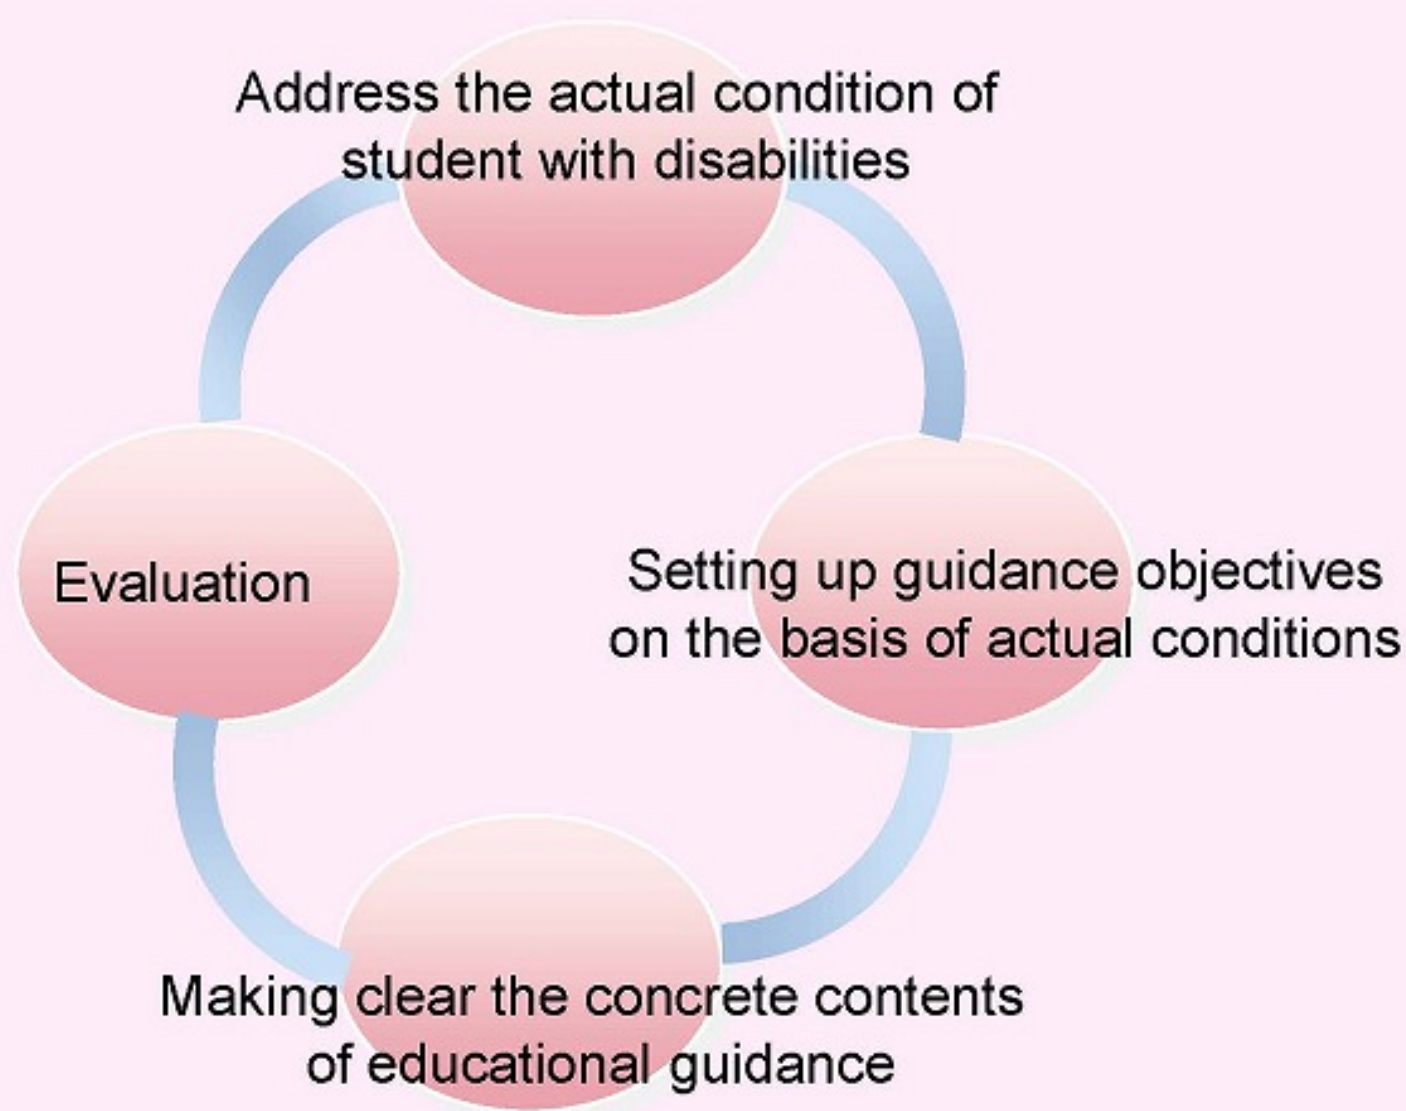 Address the actual condition of
student with disabilities
Setting up guidance objectives
on the basis of actual conditions
Making clear the concrete contents
of educational guidance
Evaluation